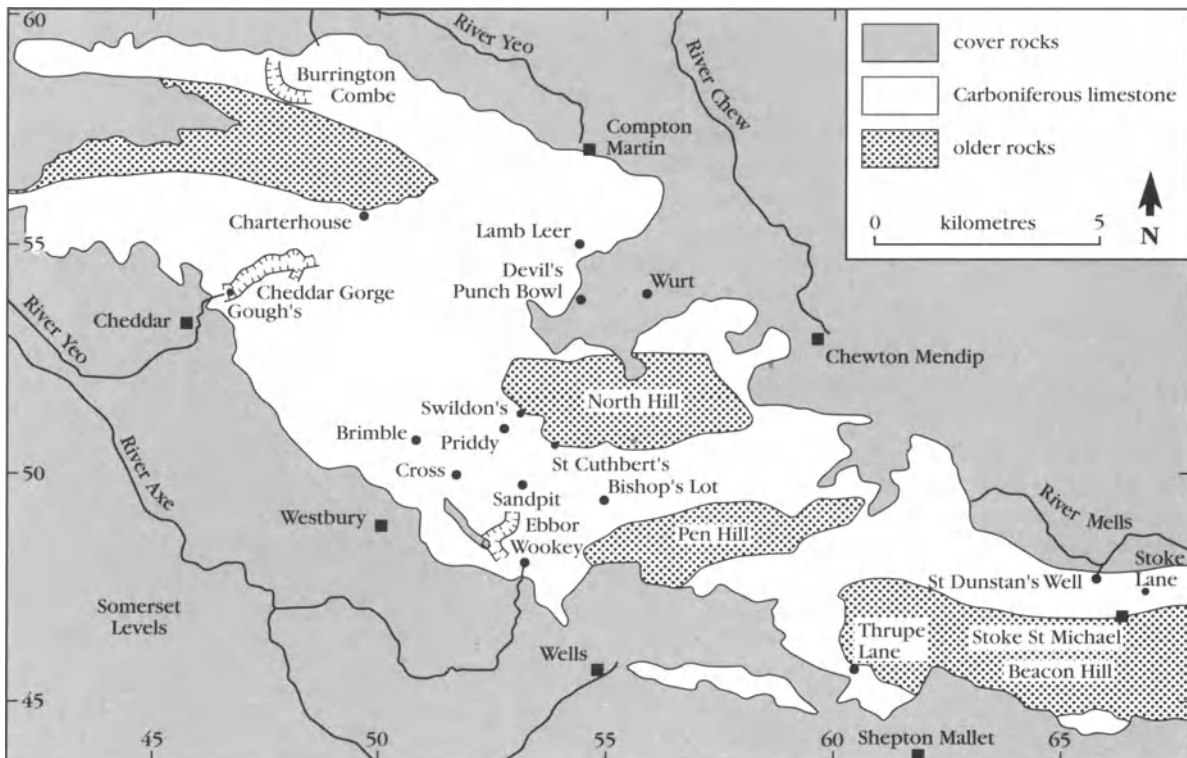 60
River Yeo
River Chew
cover rocks
Carboniferous limestone
older rocks
0 kilometres 5
N
Burrington
Combe
Compton
Martin
Charterhouse
Lamb Leer
55
Devil's
Punch Bowl
Wurt
Cheddar Gorge
Gough's
Cheddar
River Yeo
Chewton Mendip
North Hill
Swildon's
Brimble
Priddy
Cross
St Cuthbert's
50
Sandpit
Bishop's Lot
River Axe
Westbury
Ebbor
Wookey
Pen Hill
River Mells
Stoke
Lane
St Dunstan's Well
Somerset
Levels
Thrupe
Lane
Stoke St Michael
Beacon Hill
Wells
45
Shepton Mallet
45
50
55
60
65